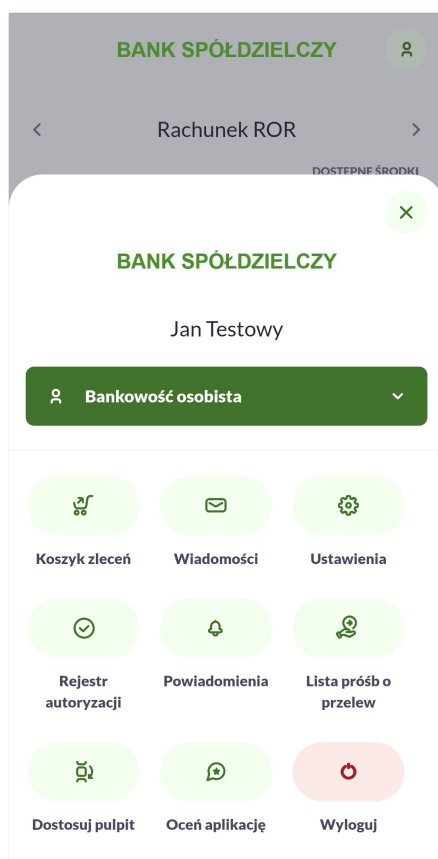 BANK SPÓŁDZIELCZY
Rachunek ROR
DOSTĘPNE ŚRODKI
BANK SPÓŁDZIELCZY
Jan Testowy
Bankowość osobista
Koszyk zleceń
Wiadomości
Ustawienia
Rejestr
autoryzacji
Powiadomienia
Lista próśb o
przelew
Dostosuj pulpit
Oceń aplikację
Wyloguj